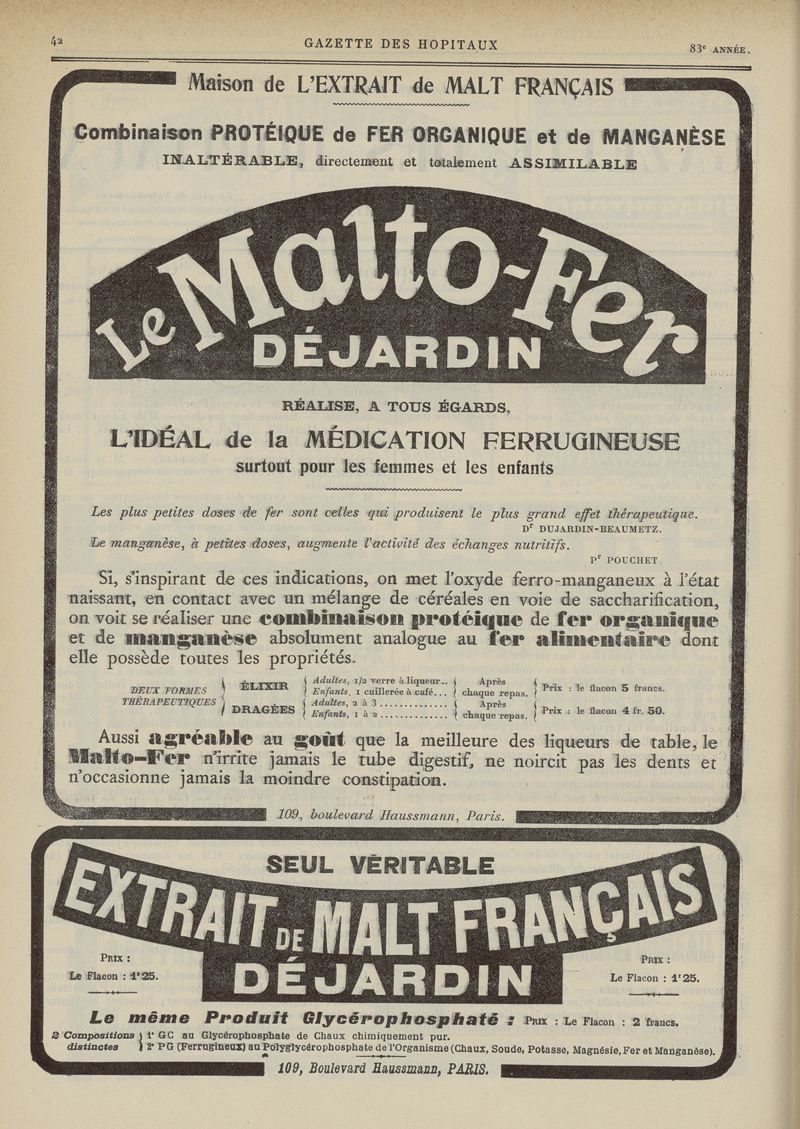 42
GAZETTE DES HOPITAUX
83e ANNÉE.
Maison de L'EXTRAIT de MALT FRANÇAIS
Combinaison PROTÉIQUE de FER ORGANIQUE et de MANGANÈSE
INALTÉRABLE, directement et totalement ASSIMILABLE
Le Malto-Fer
DÉJARDIN
RÉALISE, A TOUS ÉGARDS,
L'IDÉAL de la MÉDICATION FERRUGINEUSE
surtout pour les femmes et les enfants
Les plus petites doses de fer sont celles qui produisent le plus grand effet thérapeutique.
Dr DUJARDIN-BEAUMETZ.
Le manganèse, à petites doses, augmente l'activité des échanges nutritifs.
Pr POUCHET.
Si, s'inspirant de ces indications, on met l'oxyde ferro-manganeux à l'état
naissant, en contact avec un mélange de céréales en voie de saccharification,
on voit se réaliser une combinaison protéique de fer organique
et de manganèse absolument analogue au fer alimentaire dont
elle possède toutes les propriétés.
DEUX FORMES THÉRAPEUTIQUES
ÉLIXIR { Adultes, 1/2 verre à liqueur.. } Après chaque repas. } Prix : le flacon 5 francs.
{ Enfants, 1 cuillerée à café... }
DRAGÉES { Adultes, 2 à 3 .............. } Après chaque repas. } Prix : le flacon 4 fr. 50.
{ Enfants, 1 à 2 .............. }
Aussi agréable au goût que la meilleure des liqueurs de table, le
Malto-Fer n'irrite jamais le tube digestif, ne noircit pas les dents et
n'occasionne jamais la moindre constipation.
109, boulevard Haussmann, Paris.
SEUL VÉRITABLE
EXTRAIT DE MALT FRANÇAIS
DÉJARDIN
PRIX :
Le Flacon : 1f25.
PRIX :
Le Flacon : 1f25.
Le même Produit Glycérophosphaté : PRIX : Le Flacon : 2 francs.
2 Compositions distinctes
1° GC au Glycérophosphate de Chaux chimiquement pur.
2° PG (Ferrugineux) au Polyglycérophosphate de l'Organisme (Chaux, Soude, Potasse, Magnésie, Fer et Manganèse).
109, Boulevard Haussmann, PARIS.